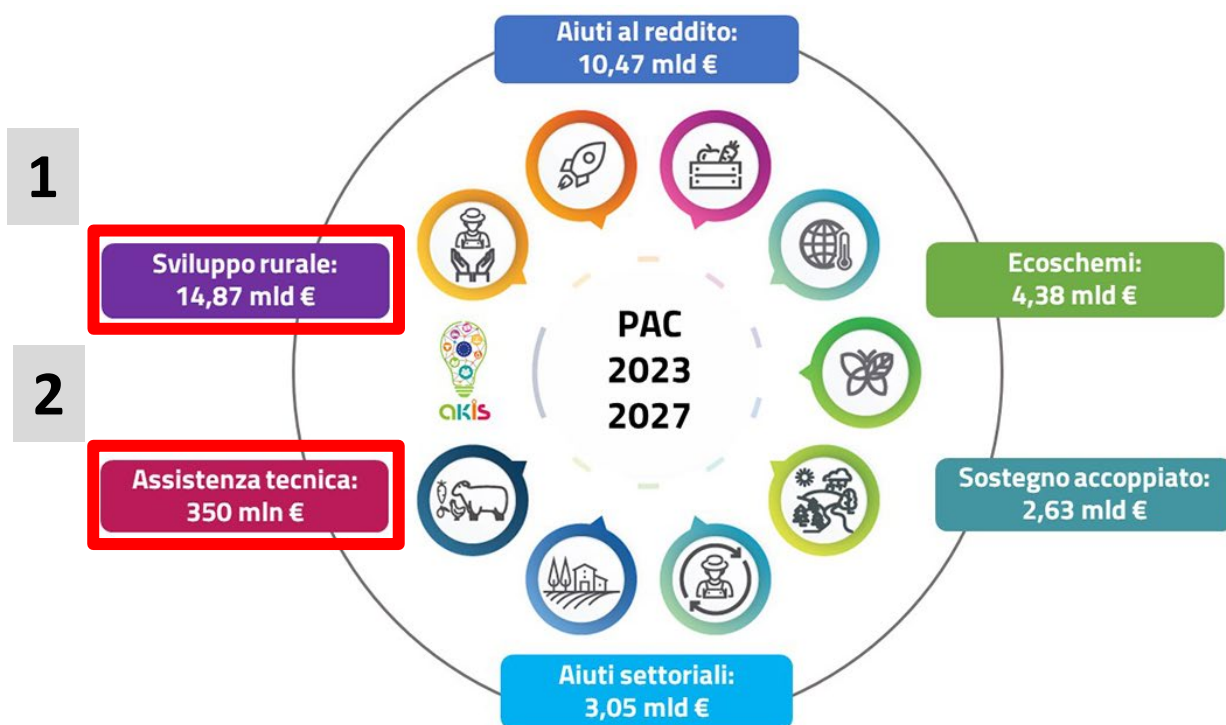 Aiuti al reddito:
10,47 mld €
1
Sviluppo rurale:
14,87 mld €
Ecoschemi:
4,38 mld €
PAC
2023
2027
2
akis
Assistenza tecnica:
350 mln €
Sostegno accoppiato:
2,63 mld €
Aiuti settoriali:
3,05 mld €